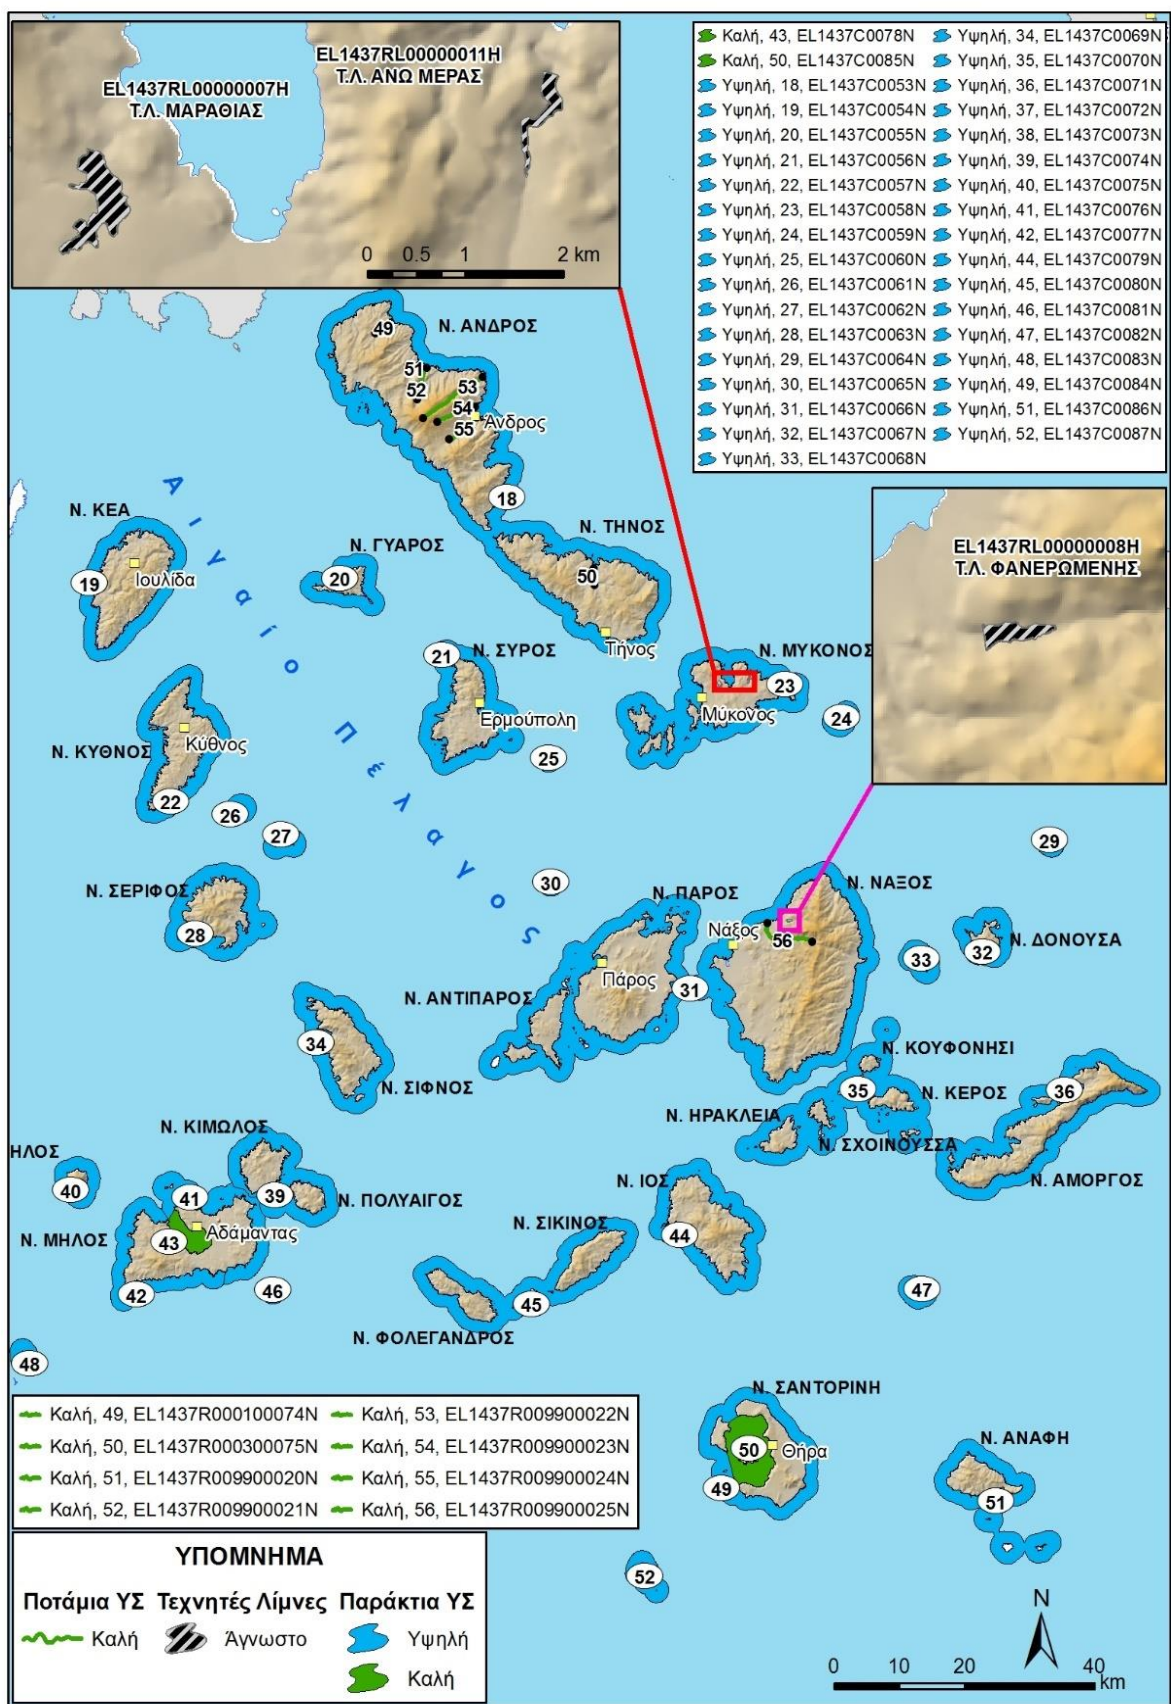 EL1437RL00000011H
Τ.Λ. ΑΝΩ ΜΕΡΑΣ
EL1437RL00000007H
Τ.Λ. ΜΑΡΑΘΙΑΣ
0 0.5 1 2 km
Καλή, 43, EL1437C0078N
Καλή, 50, EL1437C0085N
Υψηλή, 18, EL1437C0053N
Υψηλή, 19, EL1437C0054N
Υψηλή, 20, EL1437C0055N
Υψηλή, 21, EL1437C0056N
Υψηλή, 22, EL1437C0057N
Υψηλή, 23, EL1437C0058N
Υψηλή, 24, EL1437C0059N
Υψηλή, 25, EL1437C0060N
Υψηλή, 26, EL1437C0061N
Υψηλή, 27, EL1437C0062N
Υψηλή, 28, EL1437C0063N
Υψηλή, 29, EL1437C0064N
Υψηλή, 30, EL1437C0065N
Υψηλή, 31, EL1437C0066N
Υψηλή, 32, EL1437C0067N
Υψηλή, 33, EL1437C0068N
Υψηλή, 34, EL1437C0069N
Υψηλή, 35, EL1437C0070N
Υψηλή, 36, EL1437C0071N
Υψηλή, 37, EL1437C0072N
Υψηλή, 38, EL1437C0073N
Υψηλή, 39, EL1437C0074N
Υψηλή, 40, EL1437C0075N
Υψηλή, 41, EL1437C0076N
Υψηλή, 42, EL1437C0077N
Υψηλή, 44, EL1437C0079N
Υψηλή, 45, EL1437C0080N
Υψηλή, 46, EL1437C0081N
Υψηλή, 47, EL1437C0082N
Υψηλή, 48, EL1437C0083N
Υψηλή, 49, EL1437C0084N
Υψηλή, 51, EL1437C0086N
Υψηλή, 52, EL1437C0087N
49
Ν. ΑΝΔΡΟΣ
51
52
53
54
55
Άνδρος
18
Ν. ΚΕΑ
19
Ιουλίδα
Αιγαίο Πέλαγος
Ν. ΓΥΑΡΟΣ
20
Ν. ΤΗΝΟΣ
50
Τήνος
EL1437RL00000008H
Τ.Λ. ΦΑΝΕΡΩΜΕΝΗΣ
21
Ν. ΣΥΡΟΣ
Ερμούπολη
25
Ν. ΜΥΚΟΝΟΣ
23
Μύκονος
24
Ν. ΚΥΘΝΟΣ
Κύθνος
22
26
27
29
Ν. ΣΕΡΙΦΟΣ
28
30
Ν. ΠΑΡΟΣ
Πάρος
Ν. ΝΑΞΟΣ
Νάξος
56
31
Ν. ΑΝΤΙΠΑΡΟΣ
Ν. ΔΟΝΟΥΣΑ
32
33
34
Ν. ΣΙΦΝΟΣ
Ν. ΚΟΥΦΟΝΗΣΙ
35
Ν. ΚΕΡΟΣ
36
Ν. ΗΡΑΚΛΕΙΑ
Ν. ΣΧΟΙΝΟΥΣΣΑ
Ν. ΑΜΟΡΓΟΣ
Ν. ΚΙΜΩΛΟΣ
ΗΛΟΣ
40
41
39
Ν. ΠΟΛΥΑΙΓΟΣ
Ν. ΜΗΛΟΣ
43
Αδάμαντας
42
46
Ν. ΙΟΣ
44
Ν. ΣΙΚΙΝΟΣ
45
Ν. ΦΟΛΕΓΑΝΔΡΟΣ
47
48
Ν. ΣΑΝΤΟΡΙΝΗ
50
Θήρα
49
Ν. ΑΝΑΦΗ
51
52
Καλή, 49, EL1437R000100074N
Καλή, 50, EL1437R000300075N
Καλή, 51, EL1437R009900020N
Καλή, 52, EL1437R009900021N
Καλή, 53, EL1437R009900022N
Καλή, 54, EL1437R009900023N
Καλή, 55, EL1437R009900024N
Καλή, 56, EL1437R009900025N
ΥΠΟΜΝΗΜΑ
Ποτάμια ΥΣ Τεχνητές Λίμνες Παράκτια ΥΣ
Καλή Άγνωστο Υψηλή
Καλή
N
0 10 20 40
km